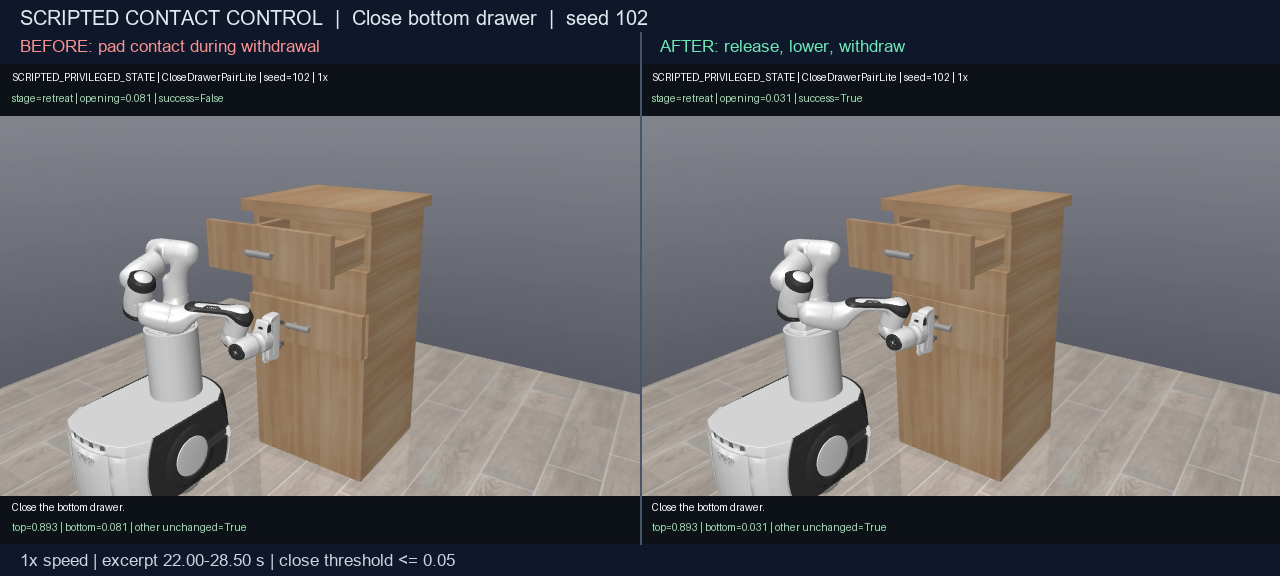 SCRIPTED CONTACT CONTROL | Close bottom drawer | seed 102
BEFORE: pad contact during withdrawal
AFTER: release, lower, withdraw
SCRIPTED_PRIVILEGED_STATE | CloseDrawerPairLite | seed=102 | 1x
stage=retreat | opening=0.081 | success=False
SCRIPTED_PRIVILEGED_STATE | CloseDrawerPairLite | seed=102 | 1x
stage=retreat | opening=0.031 | success=True
Close the bottom drawer.
top=0.893 | bottom=0.081 | other unchanged=True
Close the bottom drawer.
top=0.893 | bottom=0.031 | other unchanged=True
1x speed | excerpt 22.00-28.50 s | close threshold <= 0.05